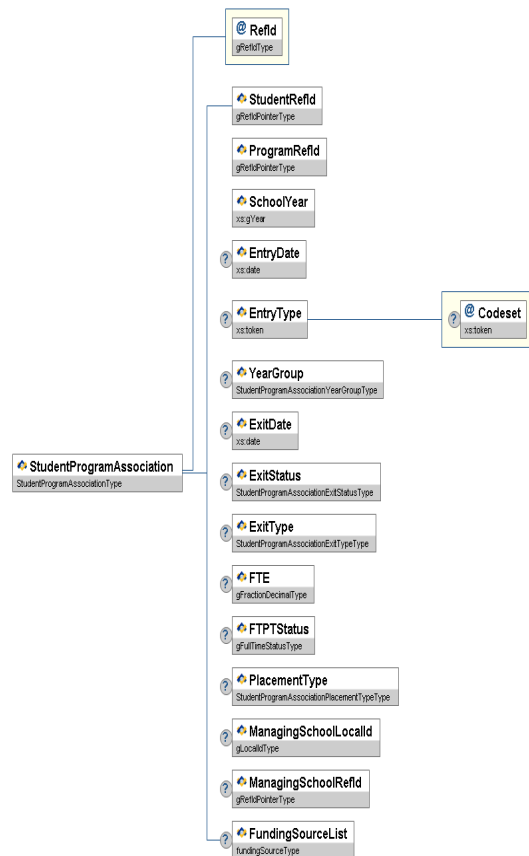 @ RefId
gRefIdType
StudentRefId
gRefIdPointerType
ProgramRefId
gRefIdPointerType
SchoolYear
xs:gYear
? EntryDate
xs:date
? EntryType
xs:token
? @ Codeset
xs:token
? YearGroup
StudentProgramAssociationYearGroupType
? ExitDate
xs:date
StudentProgramAssociation
StudentProgramAssociationType
? ExitStatus
StudentProgramAssociationExitStatusType
? ExitType
StudentProgramAssociationExitTypeType
? FTE
gFractionDecimalType
? FTPTStatus
gFullTimeStatusType
? PlacementType
StudentProgramAssociationPlacementTypeType
? ManagingSchoolLocalId
gLocalIdType
? ManagingSchoolRefId
gRefIdPointerType
? FundingSourceList
fundingSourceType